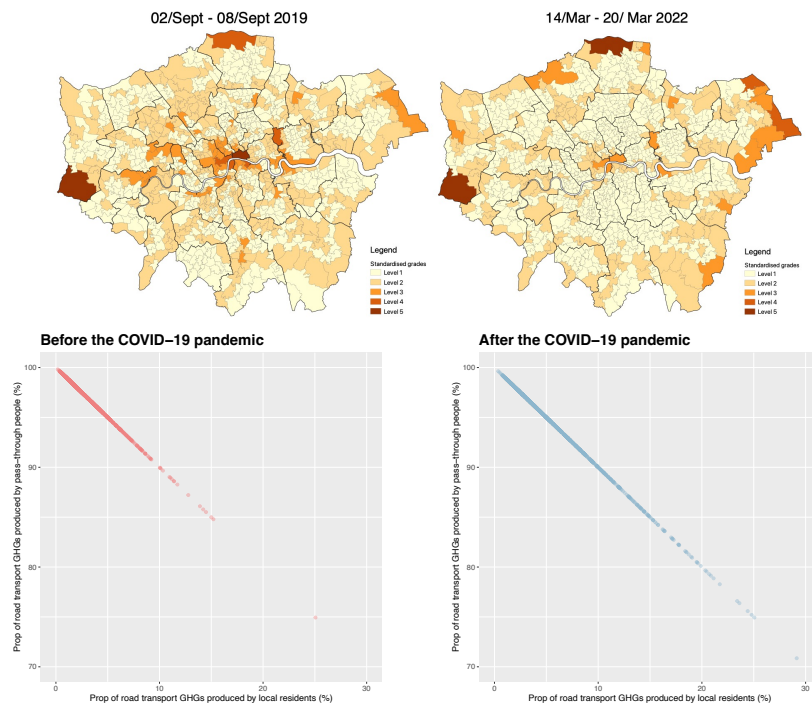 02/Sept - 08/Sept 2019
14/Mar - 20/ Mar 2022
Legend
Standardised grades
Level 1
Level 2
Level 3
Level 4
Level 5
Legend
Standardised grades
Level 1
Level 2
Level 3
Level 4
Level 5
Before the COVID−19 pandemic
100
90
80
70
0
10
20
30
Prop of road transport GHGs produced by pass−through people (%)
Prop of road transport GHGs produced by local residents (%)
After the COVID−19 pandemic
100
90
80
70
0
10
20
30
Prop of road transport GHGs produced by pass−through people (%)
Prop of road transport GHGs produced by local residents (%)